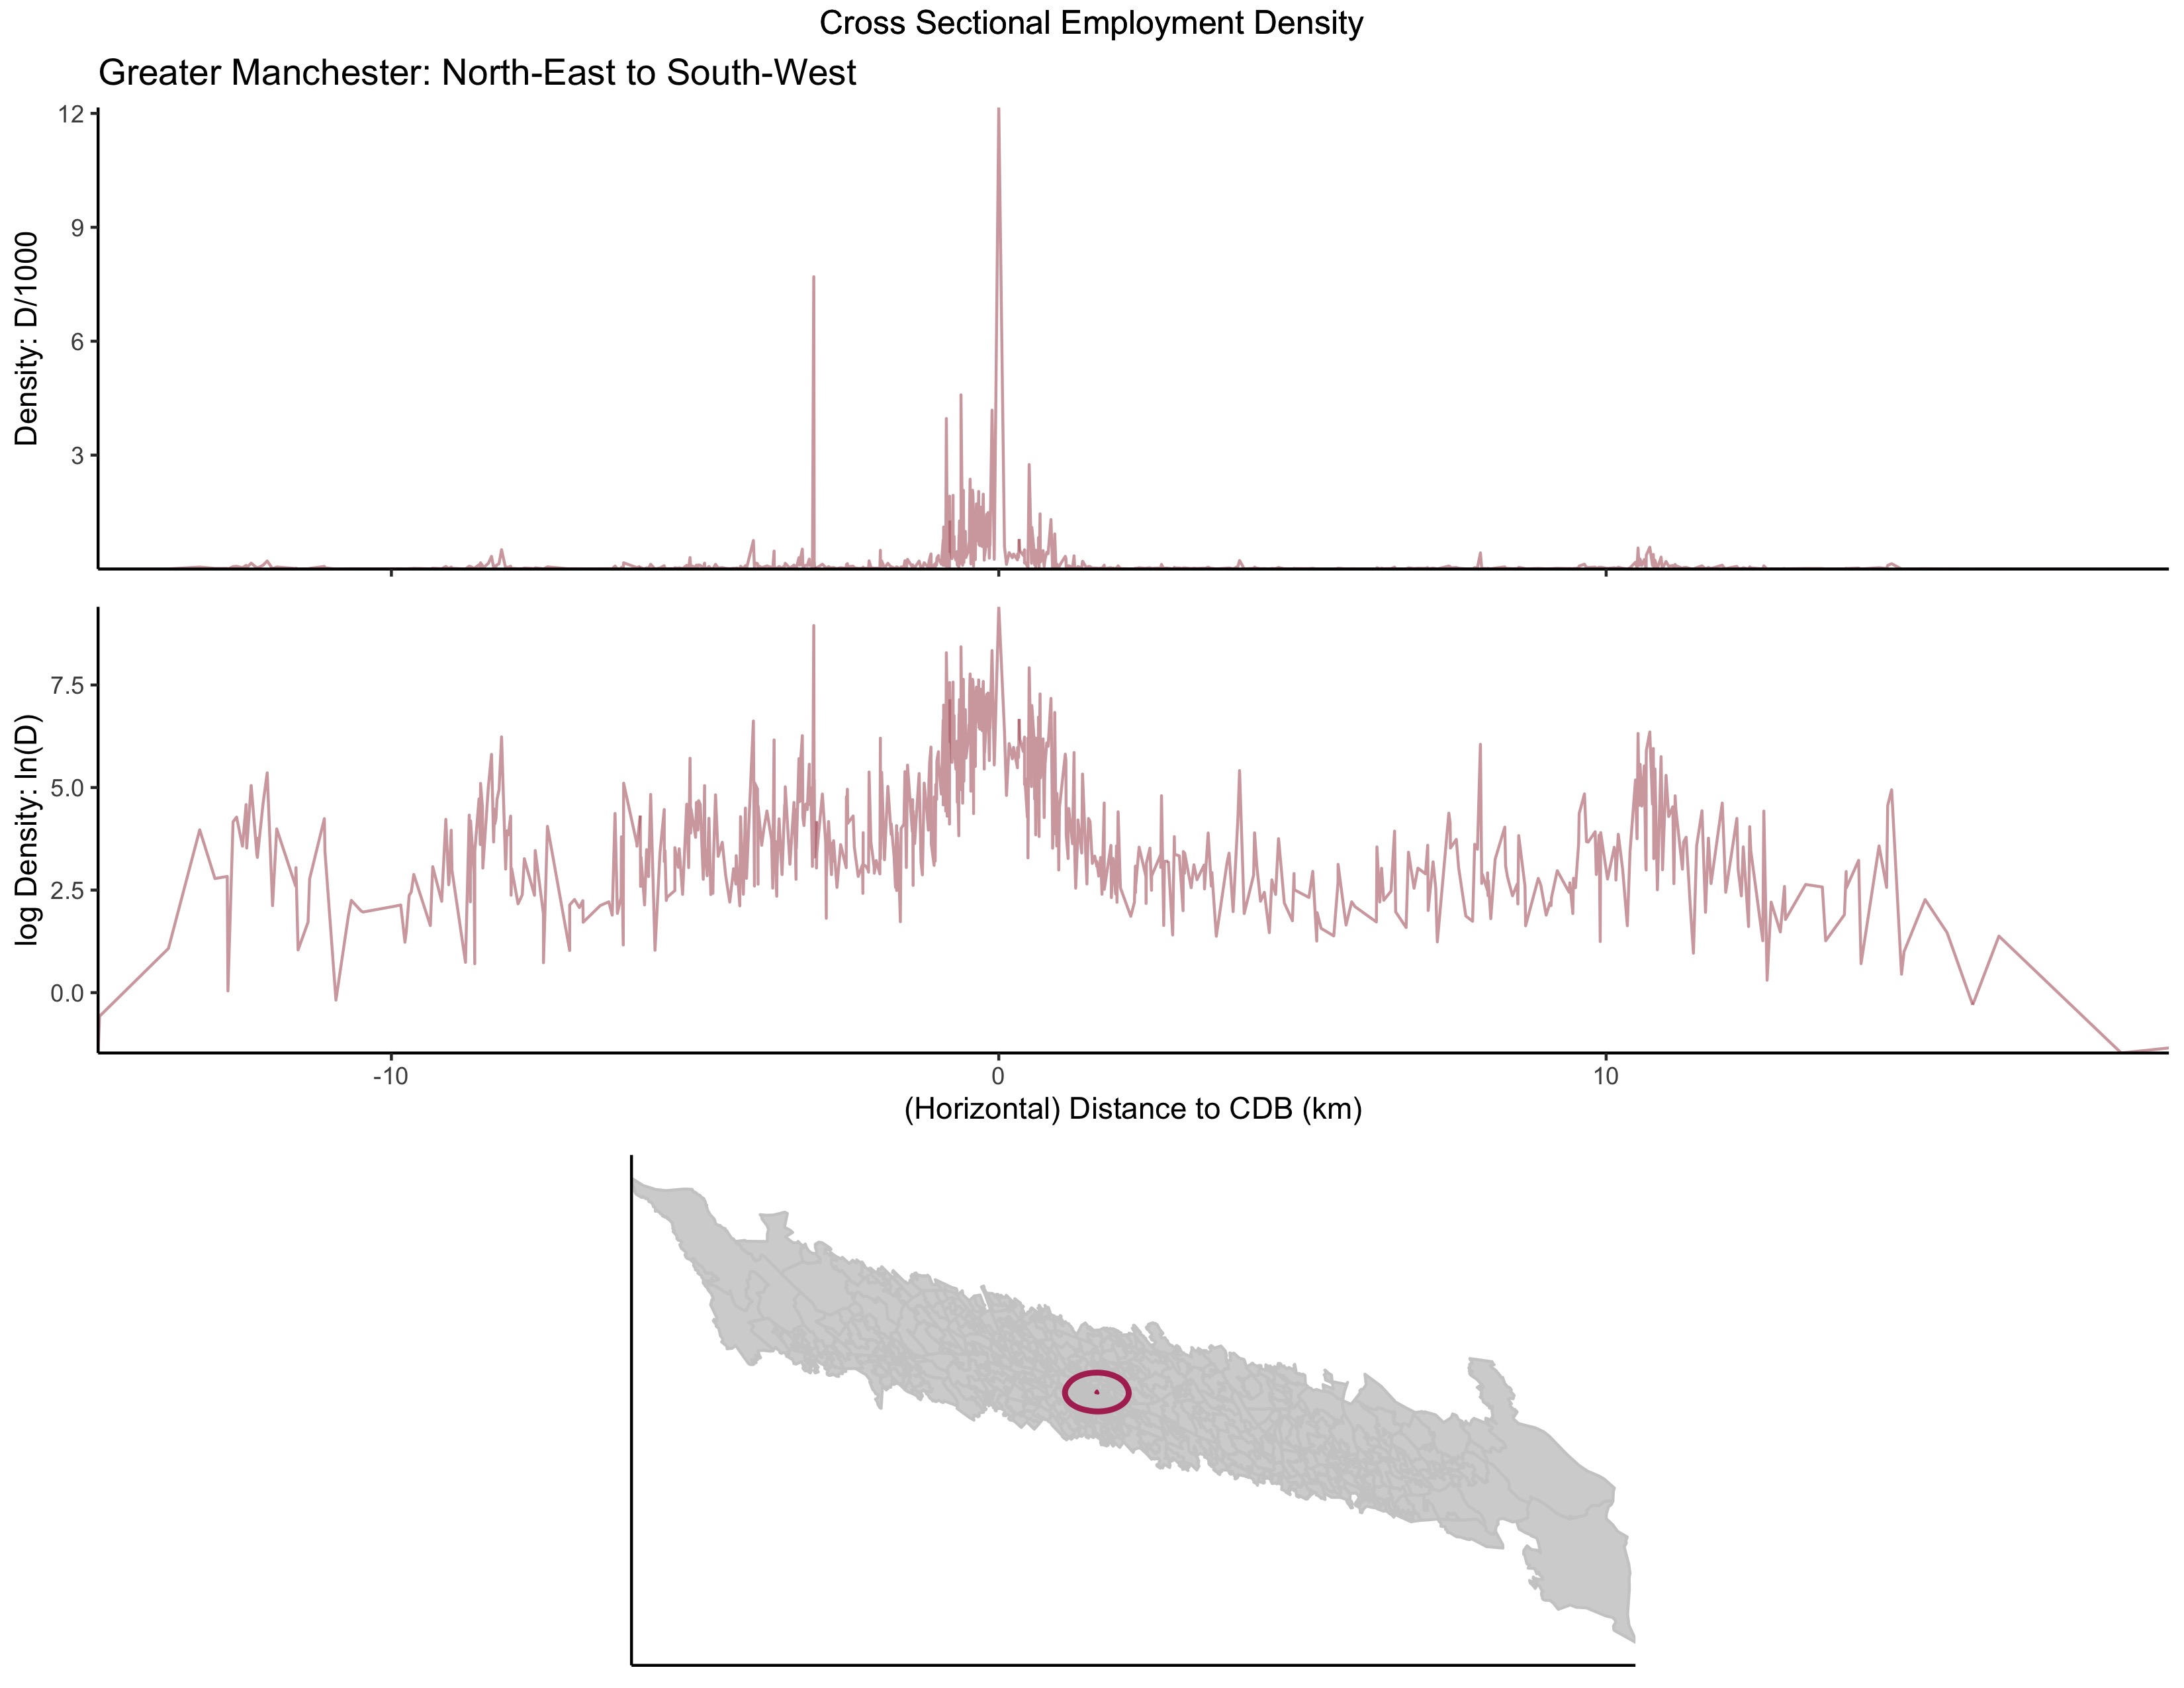 Cross Sectional Employment Density
Greater Manchester: North-East to South-West
12
9
6
3
Density: D/1000
7.5
5.0
2.5
0.0
log Density: ln(D)
-10
0
10
(Horizontal) Distance to CDB (km)